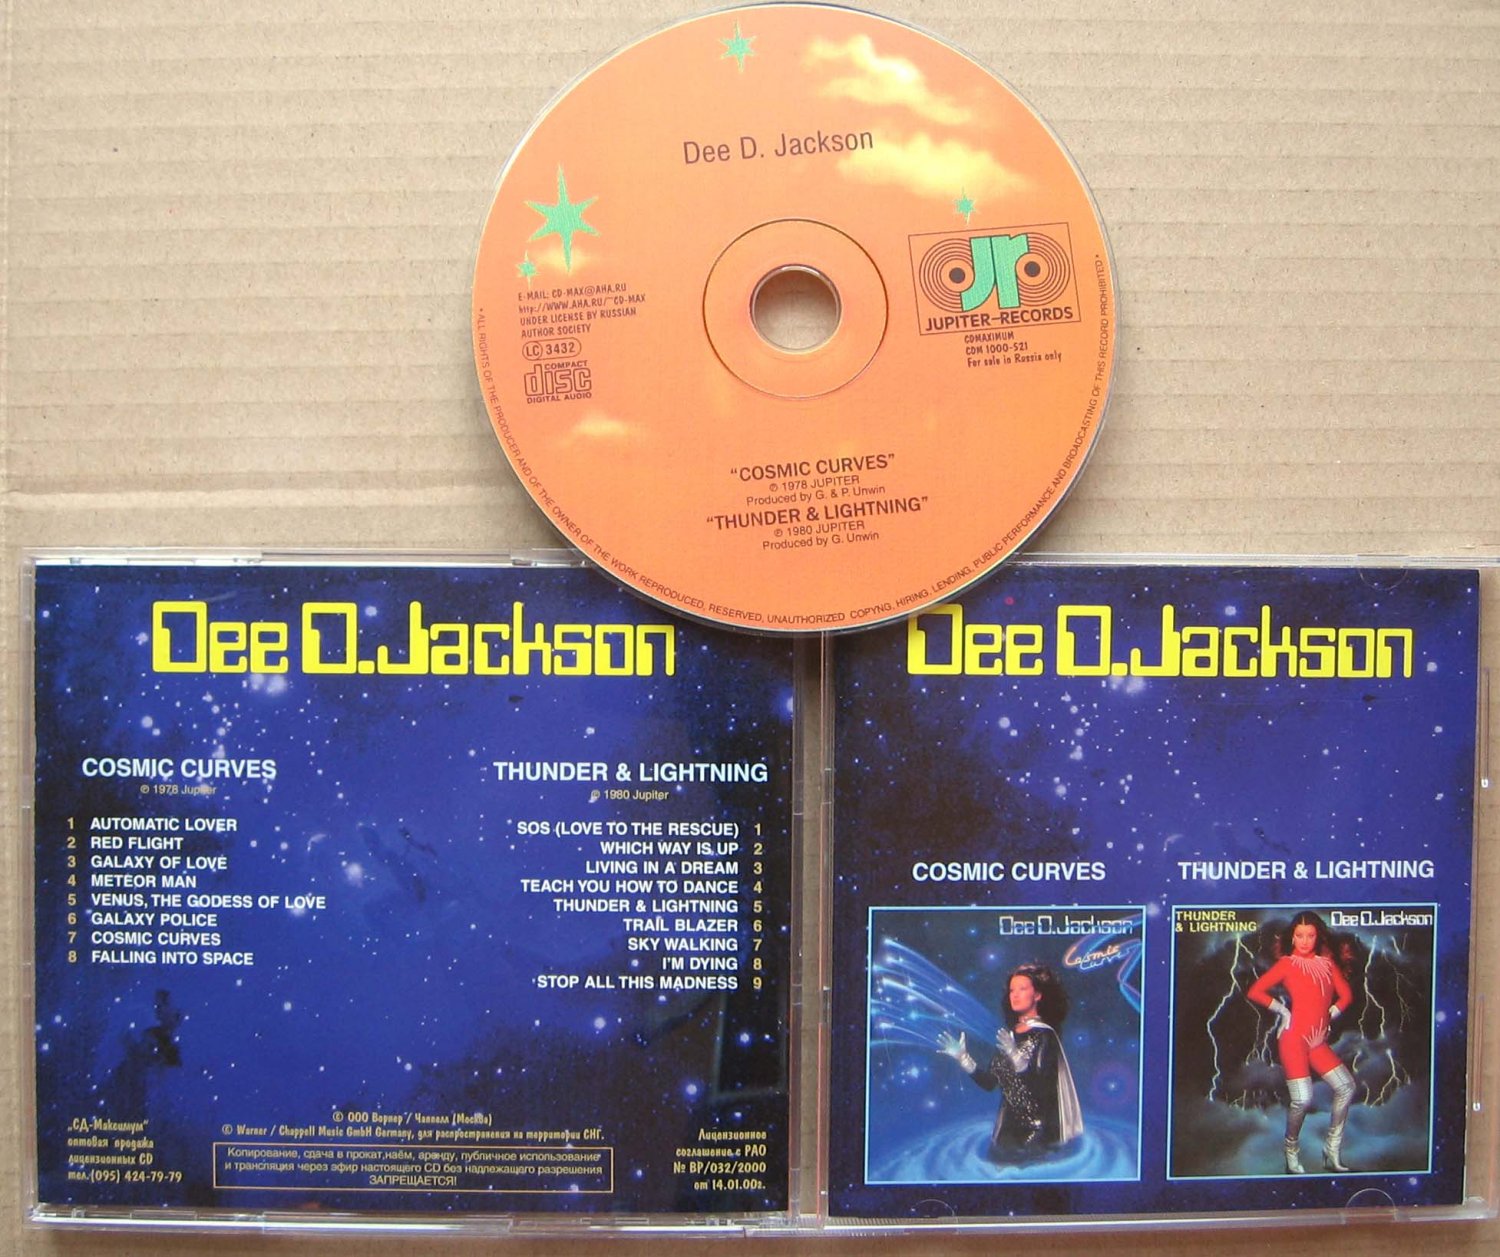 Dee D. Jackson
E-MAIL: CD-MAX@AHA.RU
http://WWW.AHA.RU/~CD-MAX
UNDER LICENSE BY RUSSIAN
AUTHOR SOCIETY
LC 3432
COMPACT
disc
DIGITAL AUDIO
jr
JUPITER-RECORDS
CDMAXIMUM
CDM 1000-521
For sale in Russia only
"COSMIC CURVES"
℗ 1978 JUPITER
Produced by G. & P. Unwin
"THUNDER & LIGHTNING"
℗ 1980 JUPITER
Produced by G. Unwin
• ALL RIGHTS OF THE PRODUCER AND OF THE OWNER OF THE WORK REPRODUCED, RESERVED, UNAUTHORIZED COPYNG, HIRING, LENDING, PUBLIC PERFORMANCE AND BROADCASTING OF THIS RECORD PROHIBITED •
Dee D.Jackson
COSMIC CURVES
℗ 1978 Jupiter
1 AUTOMATIC LOVER
2 RED FLIGHT
3 GALAXY OF LOVE
4 METEOR MAN
5 VENUS, THE GODESS OF LOVE
6 GALAXY POLICE
7 COSMIC CURVES
8 FALLING INTO SPACE
THUNDER & LIGHTNING
℗ 1980 Jupiter
SOS (LOVE TO THE RESCUE) 1
WHICH WAY IS UP 2
LIVING IN A DREAM 3
TEACH YOU HOW TO DANCE 4
THUNDER & LIGHTNING 5
TRAIL BLAZER 6
SKY WALKING 7
I'M DYING 8
STOP ALL THIS MADNESS 9
„СД-Максимум"
оптовая продажа
лицензионных CD
тел.(095) 424-79-79
© ООО Ворнер / Чаппелл (Москва)
© Warner / Chappell Music GmbH Germany, для распространения на территории СНГ.
Копирование, сдача в прокат,наём, аренду, публичное использование
и трансляция через эфир настоящего CD без надлежащего разрешения
ЗАПРЕЩАЕТСЯ!
Лицензионное
соглашение с РАО
№ ВР/032/2000
от 14.01.00г.
Dee D.Jackson
COSMIC CURVES
THUNDER & LIGHTNING
Dee D.Jackson
Cosmic
Curves
THUNDER
& LIGHTNING
Dee D.Jackson